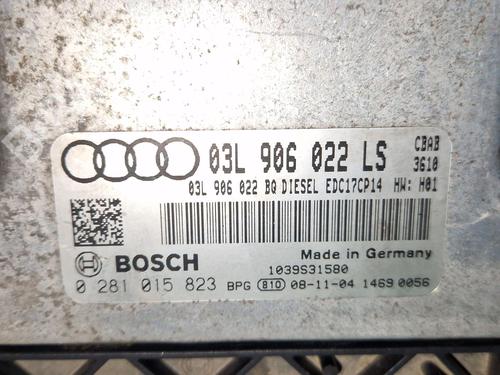 03L 906 022 LS CBAB
3610
03L 906 022 BQ DIESEL EDC17CP14 HW: H01
Made in Germany
BOSCH 1039S31580
0 281 015 823 BPG 810 08-11-04 1469 0056